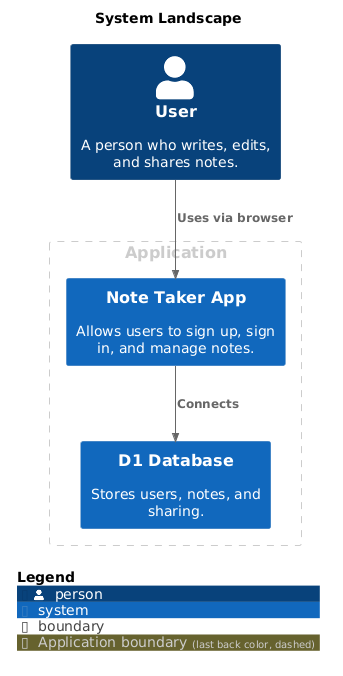 System Landscape
User
A person who writes, edits,
and shares notes.
Uses via browser
Application
Note Taker App
Allows users to sign up, sign
in, and manage notes.
Connects
D1 Database
Stores users, notes, and
sharing.
Legend
person
system
boundary
Application boundary (last back color, dashed)